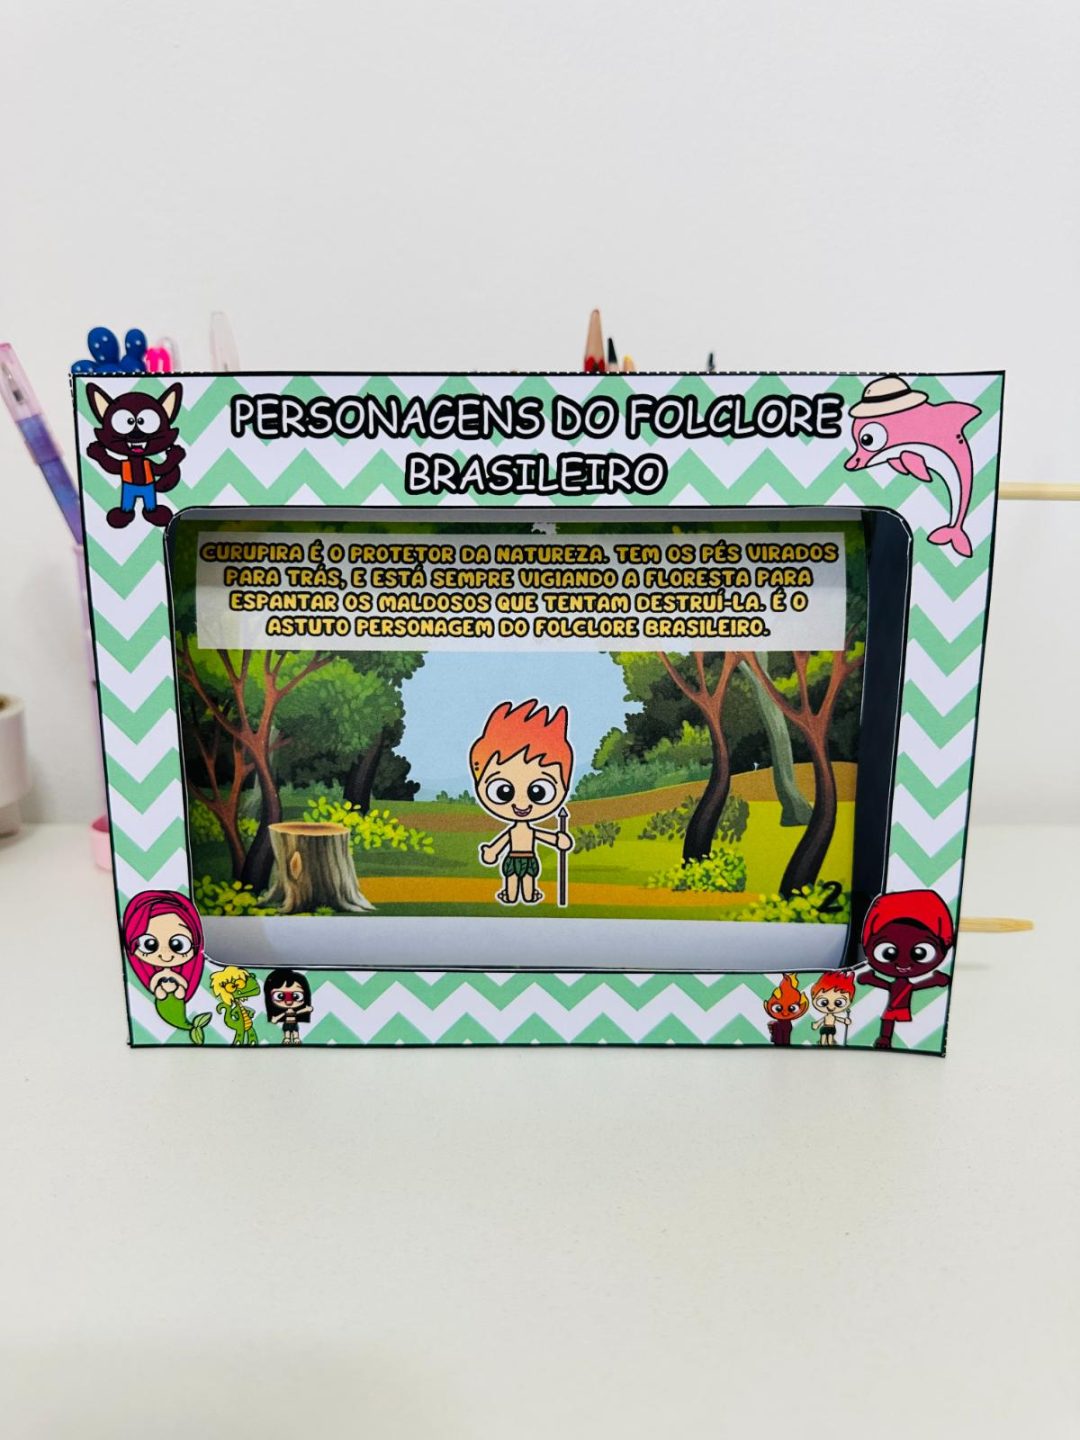 PERSONAGENS DO FOLCLORE
BRASILEIRO
CURUPIRA É O PROTETOR DA NATUREZA. TEM OS PÉS VIRADOS
PARA TRÁS, E ESTÁ SEMPRE VIGIANDO A FLORESTA PARA
ESPANTAR OS MALDOSOS QUE TENTAM DESTRUÍ-LA. É O
ASTUTO PERSONAGEM DO FOLCLORE BRASILEIRO.
2